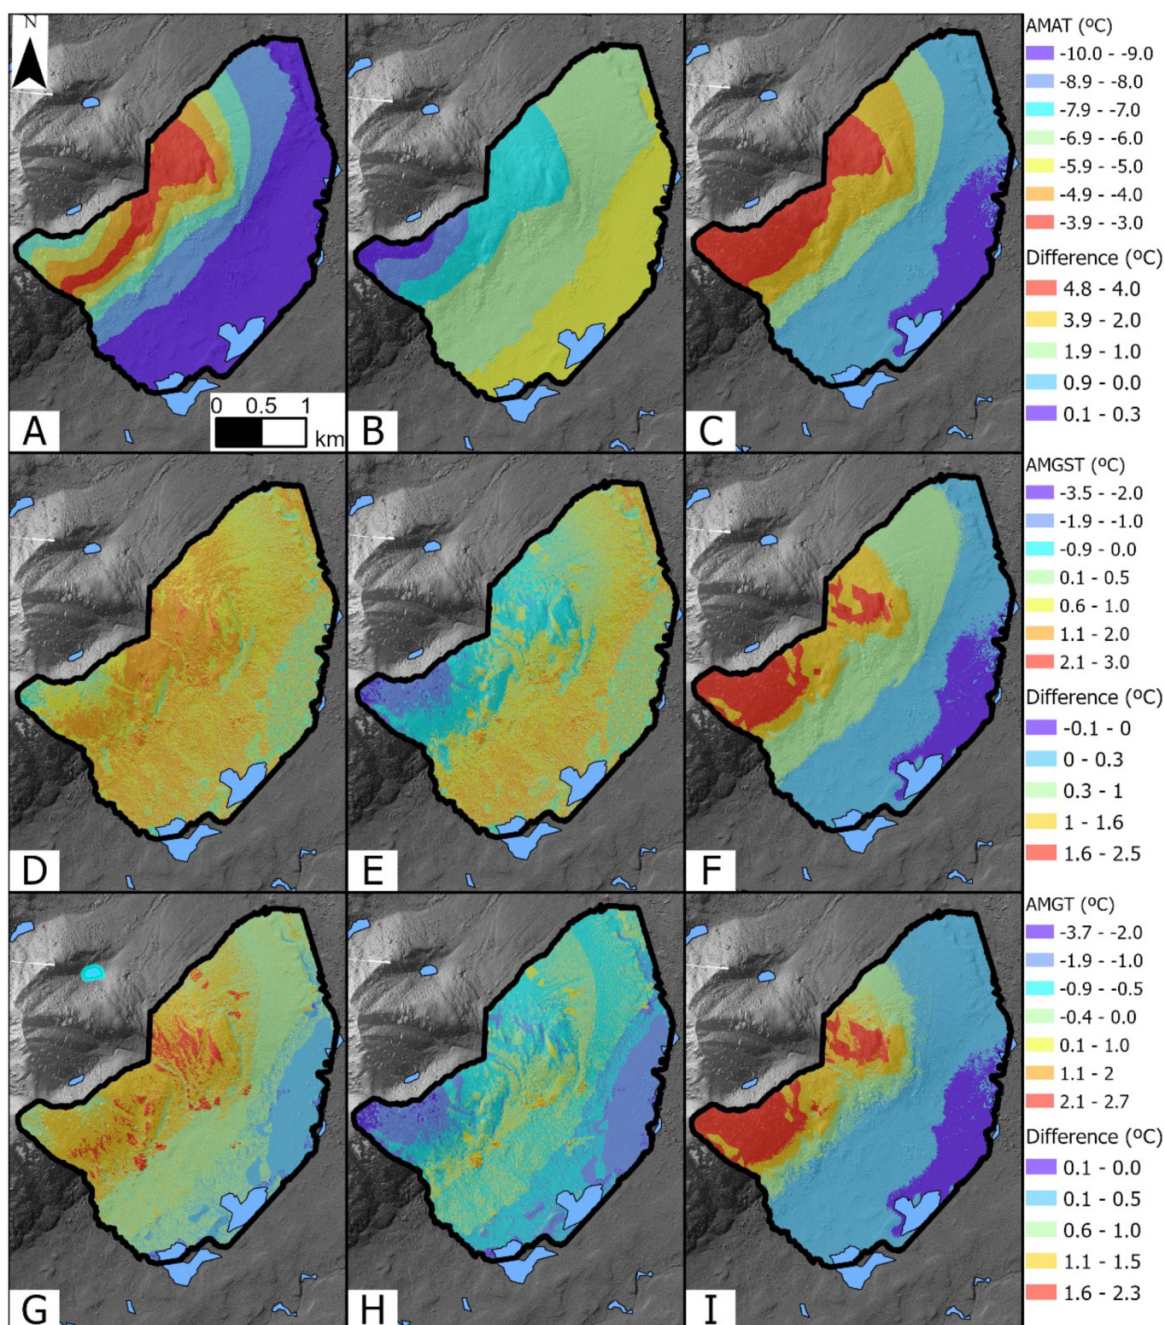 N
A
0 0.5 1
km
B
C
AMAT (ºC)
-10.0 - -9.0
-8.9 - -8.0
-7.9 - -7.0
-6.9 - -6.0
-5.9 - -5.0
-4.9 - -4.0
-3.9 - -3.0
Difference (ºC)
4.8 - 4.0
3.9 - 2.0
1.9 - 1.0
0.9 - 0.0
0.1 - 0.3
D
E
F
AMGST (ºC)
-3.5 - -2.0
-1.9 - -1.0
-0.9 - 0.0
0.1 - 0.5
0.6 - 1.0
1.1 - 2.0
2.1 - 3.0
Difference (ºC)
-0.1 - 0
0 - 0.3
0.3 - 1
1 - 1.6
1.6 - 2.5
G
H
I
AMGT (ºC)
-3.7 - -2.0
-1.9 - -1.0
-0.9 - -0.5
-0.4 - 0.0
0.1 - 1.0
1.1 - 2
2.1 - 2.7
Difference (ºC)
0.1 - 0.0
0.1 - 0.5
0.6 - 1.0
1.1 - 1.5
1.6 - 2.3